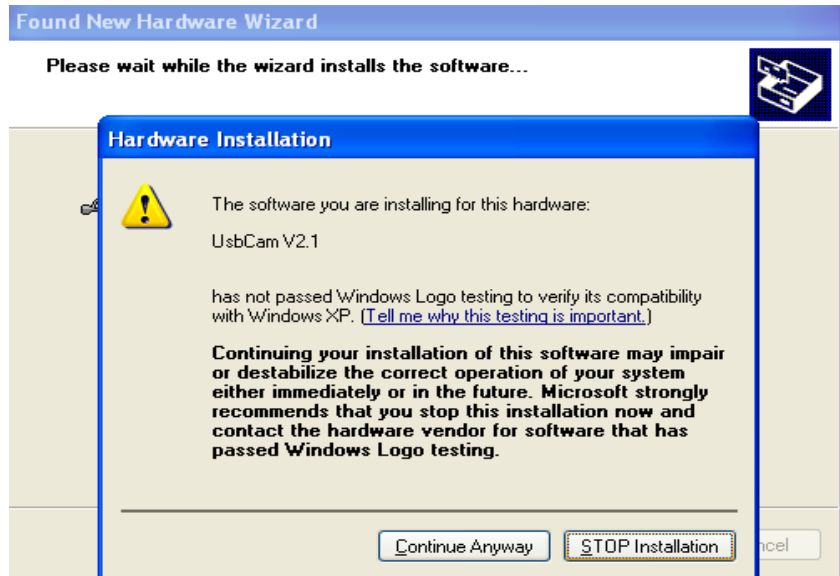 Found New Hardware Wizard
Please wait while the wizard installs the software...
Hardware Installation
The software you are installing for this hardware:
UsbCam V2.1
has not passed Windows Logo testing to verify its compatibility
with Windows XP. (Tell me why this testing is important.)
Continuing your installation of this software may impair
or destabilize the correct operation of your system
either immediately or in the future. Microsoft strongly
recommends that you stop this installation now and
contact the hardware vendor for software that has
passed Windows Logo testing.
Continue Anyway STOP Installation ncel